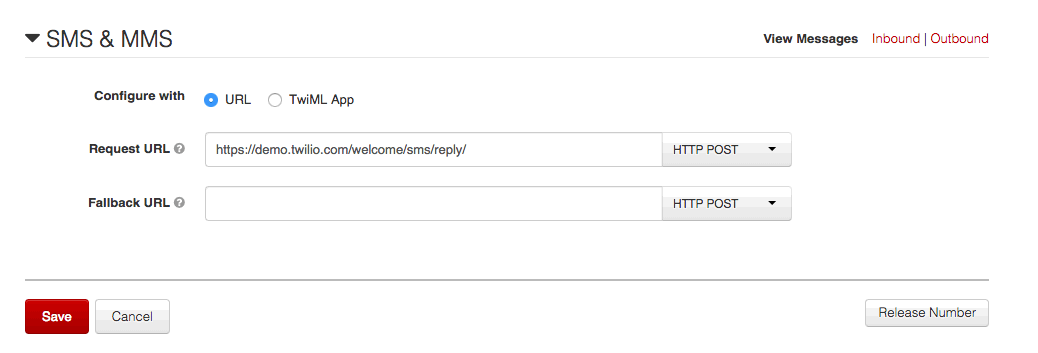 SMS & MMS
View Messages Inbound | Outbound
Configure with URL TwiML App
Request URL ? https://demo.twilio.com/welcome/sms/reply/ HTTP POST
Fallback URL ? HTTP POST
Save Cancel Release Number